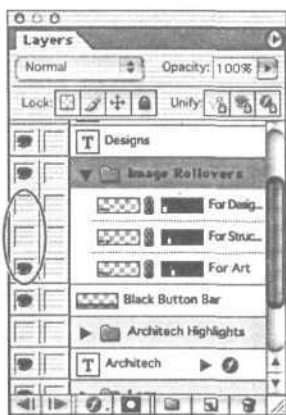 Layers
Normal
Opacity: 100%
Lock:
Unify:
T Designs
Image Rollovers
For Desig...
For Struc...
For Art
Black Button Bar
Architech Highlights
T Architech